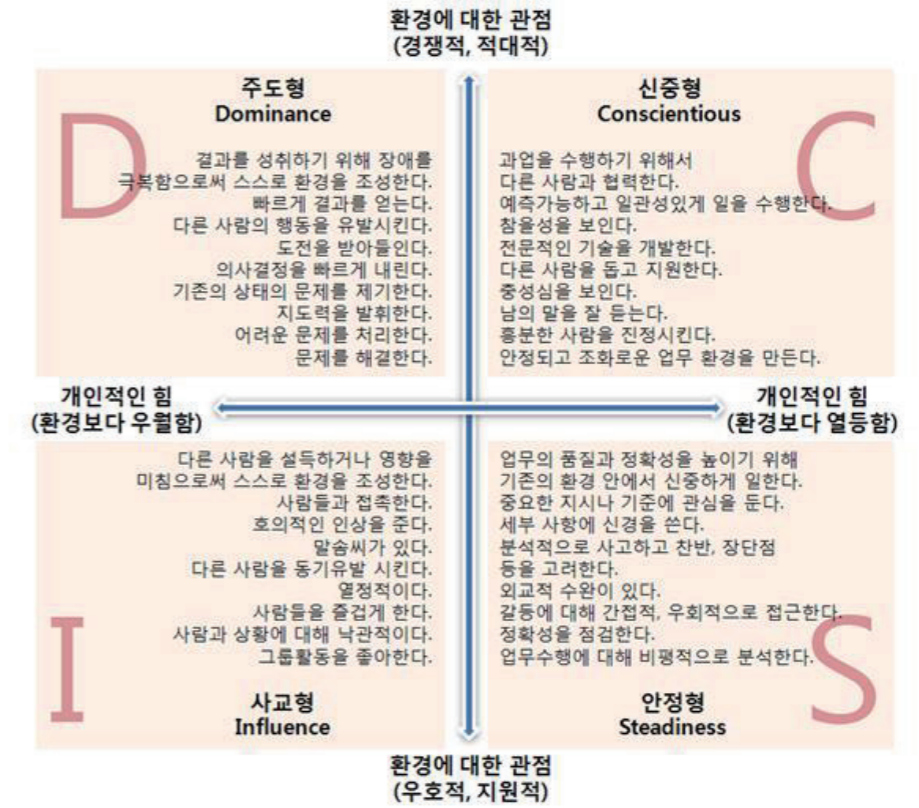 환경에 대한 관점
(경쟁적, 적대적)
D
주도형
Dominance
결과를 성취하기 위해 장애를
극복함으로써 스스로 환경을 조성한다.
빠르게 결과를 얻는다.
다른 사람의 행동을 유발시킨다.
도전을 받아들인다.
의사결정을 빠르게 내린다.
기존의 상태의 문제를 제기한다.
지도력을 발휘한다.
어려운 문제를 처리한다.
문제를 해결한다.
C
신중형
Conscientious
과업을 수행하기 위해서
다른 사람과 협력한다.
예측가능하고 일관성있게 일을 수행한다.
참을성을 보인다.
전문적인 기술을 개발한다.
다른 사람을 돕고 지원한다.
충성심을 보인다.
남의 말을 잘 듣는다.
흥분한 사람을 진정시킨다.
안정되고 조화로운 업무 환경을 만든다.
개인적인 힘
(환경보다 우월함)
개인적인 힘
(환경보다 열등함)
다른 사람을 설득하거나 영향을
미침으로써 스스로 환경을 조성한다.
사람들과 접촉한다.
호의적인 인상을 준다.
말솜씨가 있다.
다른 사람을 동기유발 시킨다.
열정적이다.
사람들을 즐겁게 한다.
사람과 상황에 대해 낙관적이다.
그룹활동을 좋아한다.
I
사교형
Influence
업무의 품질과 정확성을 높이기 위해
기존의 환경 안에서 신중하게 일한다.
중요한 지시나 기준에 관심을 둔다.
세부 사항에 신경을 쓴다.
분석적으로 사고하고 찬반, 장단점
등을 고려한다.
외교적 수완이 있다.
갈등에 대해 간접적, 우회적으로 접근한다.
정확성을 점검한다.
업무수행에 대해 비평적으로 분석한다.
S
안정형
Steadiness
환경에 대한 관점
(우호적, 지원적)